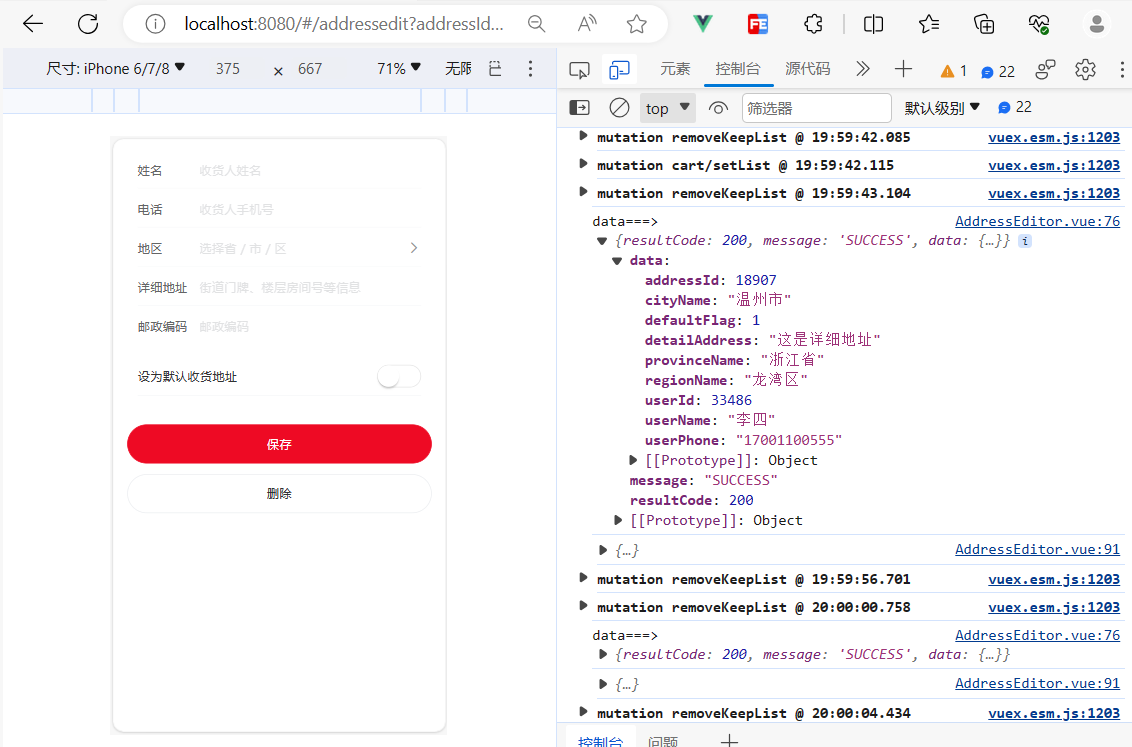 localhost:8080/#/addressedit?addressId...
尺寸: iPhone 6/7/8 ▼ 375 × 667 71% ▼ 无限
元素 控制台 源代码 1 22
top ▼ 筛选器 默认级别 ▼ 22
姓名 收货人姓名
电话 收货人手机号
地区 选择省 / 市 / 区
详细地址 街道门牌、楼层房间号等信息
邮政编码 邮政编码
设为默认收货地址
保存
删除
mutation removeKeepList @ 19:59:42.085 vuex.esm.js:1203
mutation cart/setList @ 19:59:42.115 vuex.esm.js:1203
mutation removeKeepList @ 19:59:43.104 vuex.esm.js:1203
data===> AddressEditor.vue:76
{resultCode: 200, message: 'SUCCESS', data: {…}} i
data:
addressId: 18907
cityName: "温州市"
defaultFlag: 1
detailAddress: "这是详细地址"
provinceName: "浙江省"
regionName: "龙湾区"
userId: 33486
userName: "李四"
userPhone: "17001100555"
[[Prototype]]: Object
message: "SUCCESS"
resultCode: 200
[[Prototype]]: Object
{…} AddressEditor.vue:91
mutation removeKeepList @ 19:59:56.701 vuex.esm.js:1203
mutation removeKeepList @ 20:00:00.758 vuex.esm.js:1203
data===> AddressEditor.vue:76
{resultCode: 200, message: 'SUCCESS', data: {…}}
{…} AddressEditor.vue:91
mutation removeKeepList @ 20:00:04.434 vuex.esm.js:1203
控制台 问题